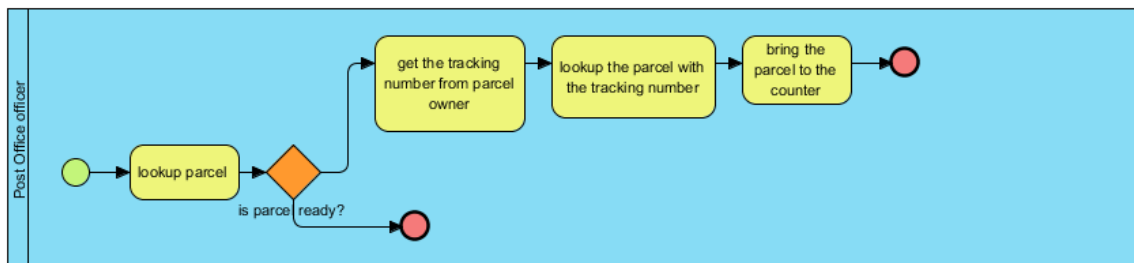 Post Office officer
lookup parcel
is parcel ready?
get the tracking
number from parcel
owner
lookup the parcel with
the tracking number
bring the
parcel to the
counter